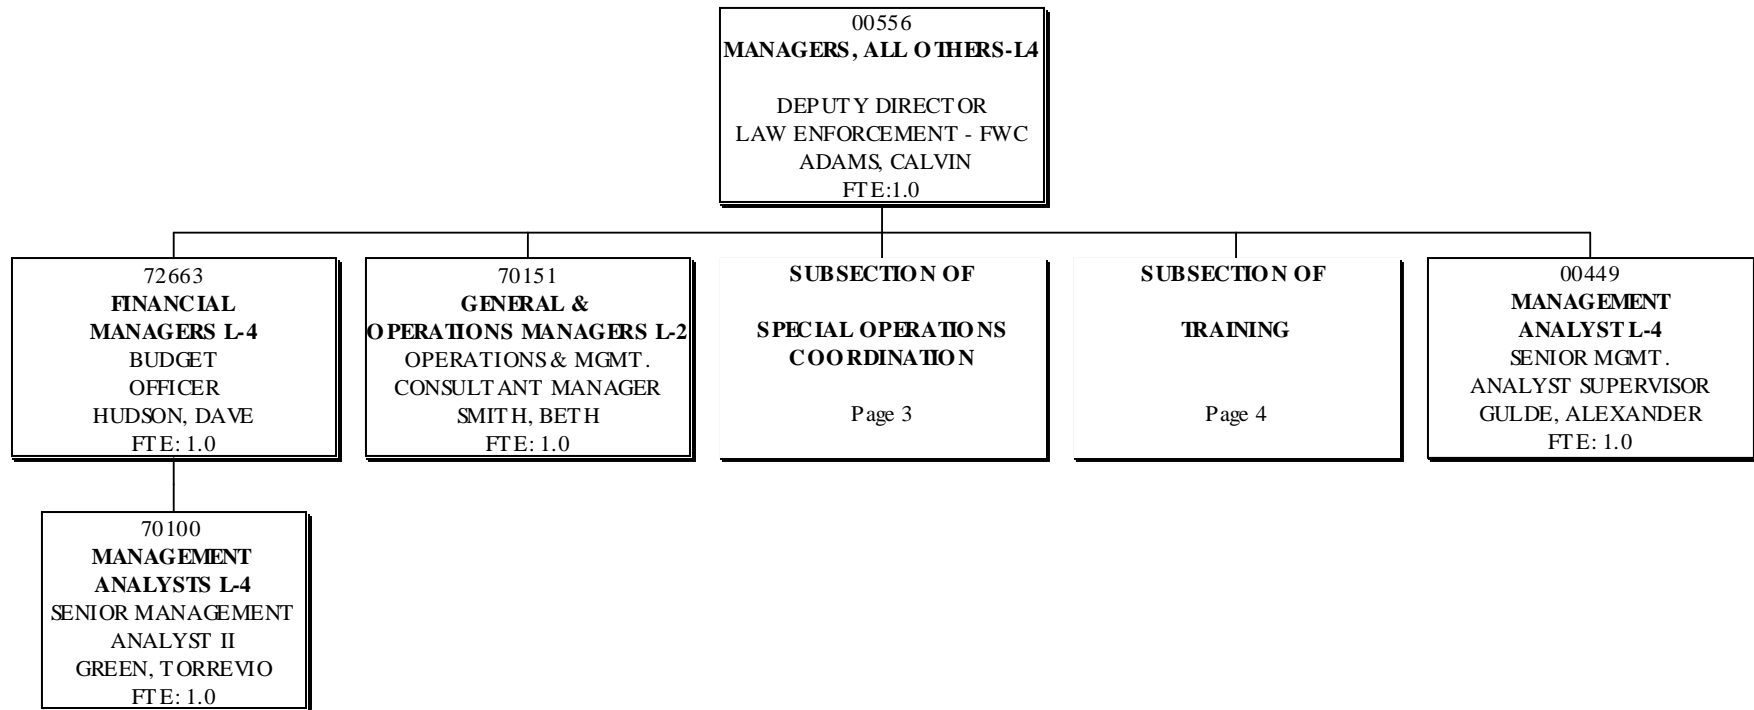 00556
MANAGERS, ALL OTHERS-L4
DEPUTY DIRECTOR
LAW ENFORCEMENT - FWC
ADAMS, CALVIN
FTE:1.0
72663
FINANCIAL
MANAGERS L-4
BUDGET
OFFICER
HUDSON, DAVE
FTE: 1.0
70151
GENERAL &
OPERATIONS MANAGERS L-2
OPERATIONS & MGMT.
CONSULTANT MANAGER
SMITH, BETH
FTE: 1.0
SUBSECTION OF
SPECIAL OPERATIONS
COORDINATION
Page 3
SUBSECTION OF
TRAINING
Page 4
00449
MANAGEMENT
ANALYST L-4
SENIOR MGMT.
ANALYST SUPERVISOR
GULDE, ALEXANDER
FTE: 1.0
70100
MANAGEMENT
ANALYSTS L-4
SENIOR MANAGEMENT
ANALYST II
GREEN, TORREVIO
FTE: 1.0